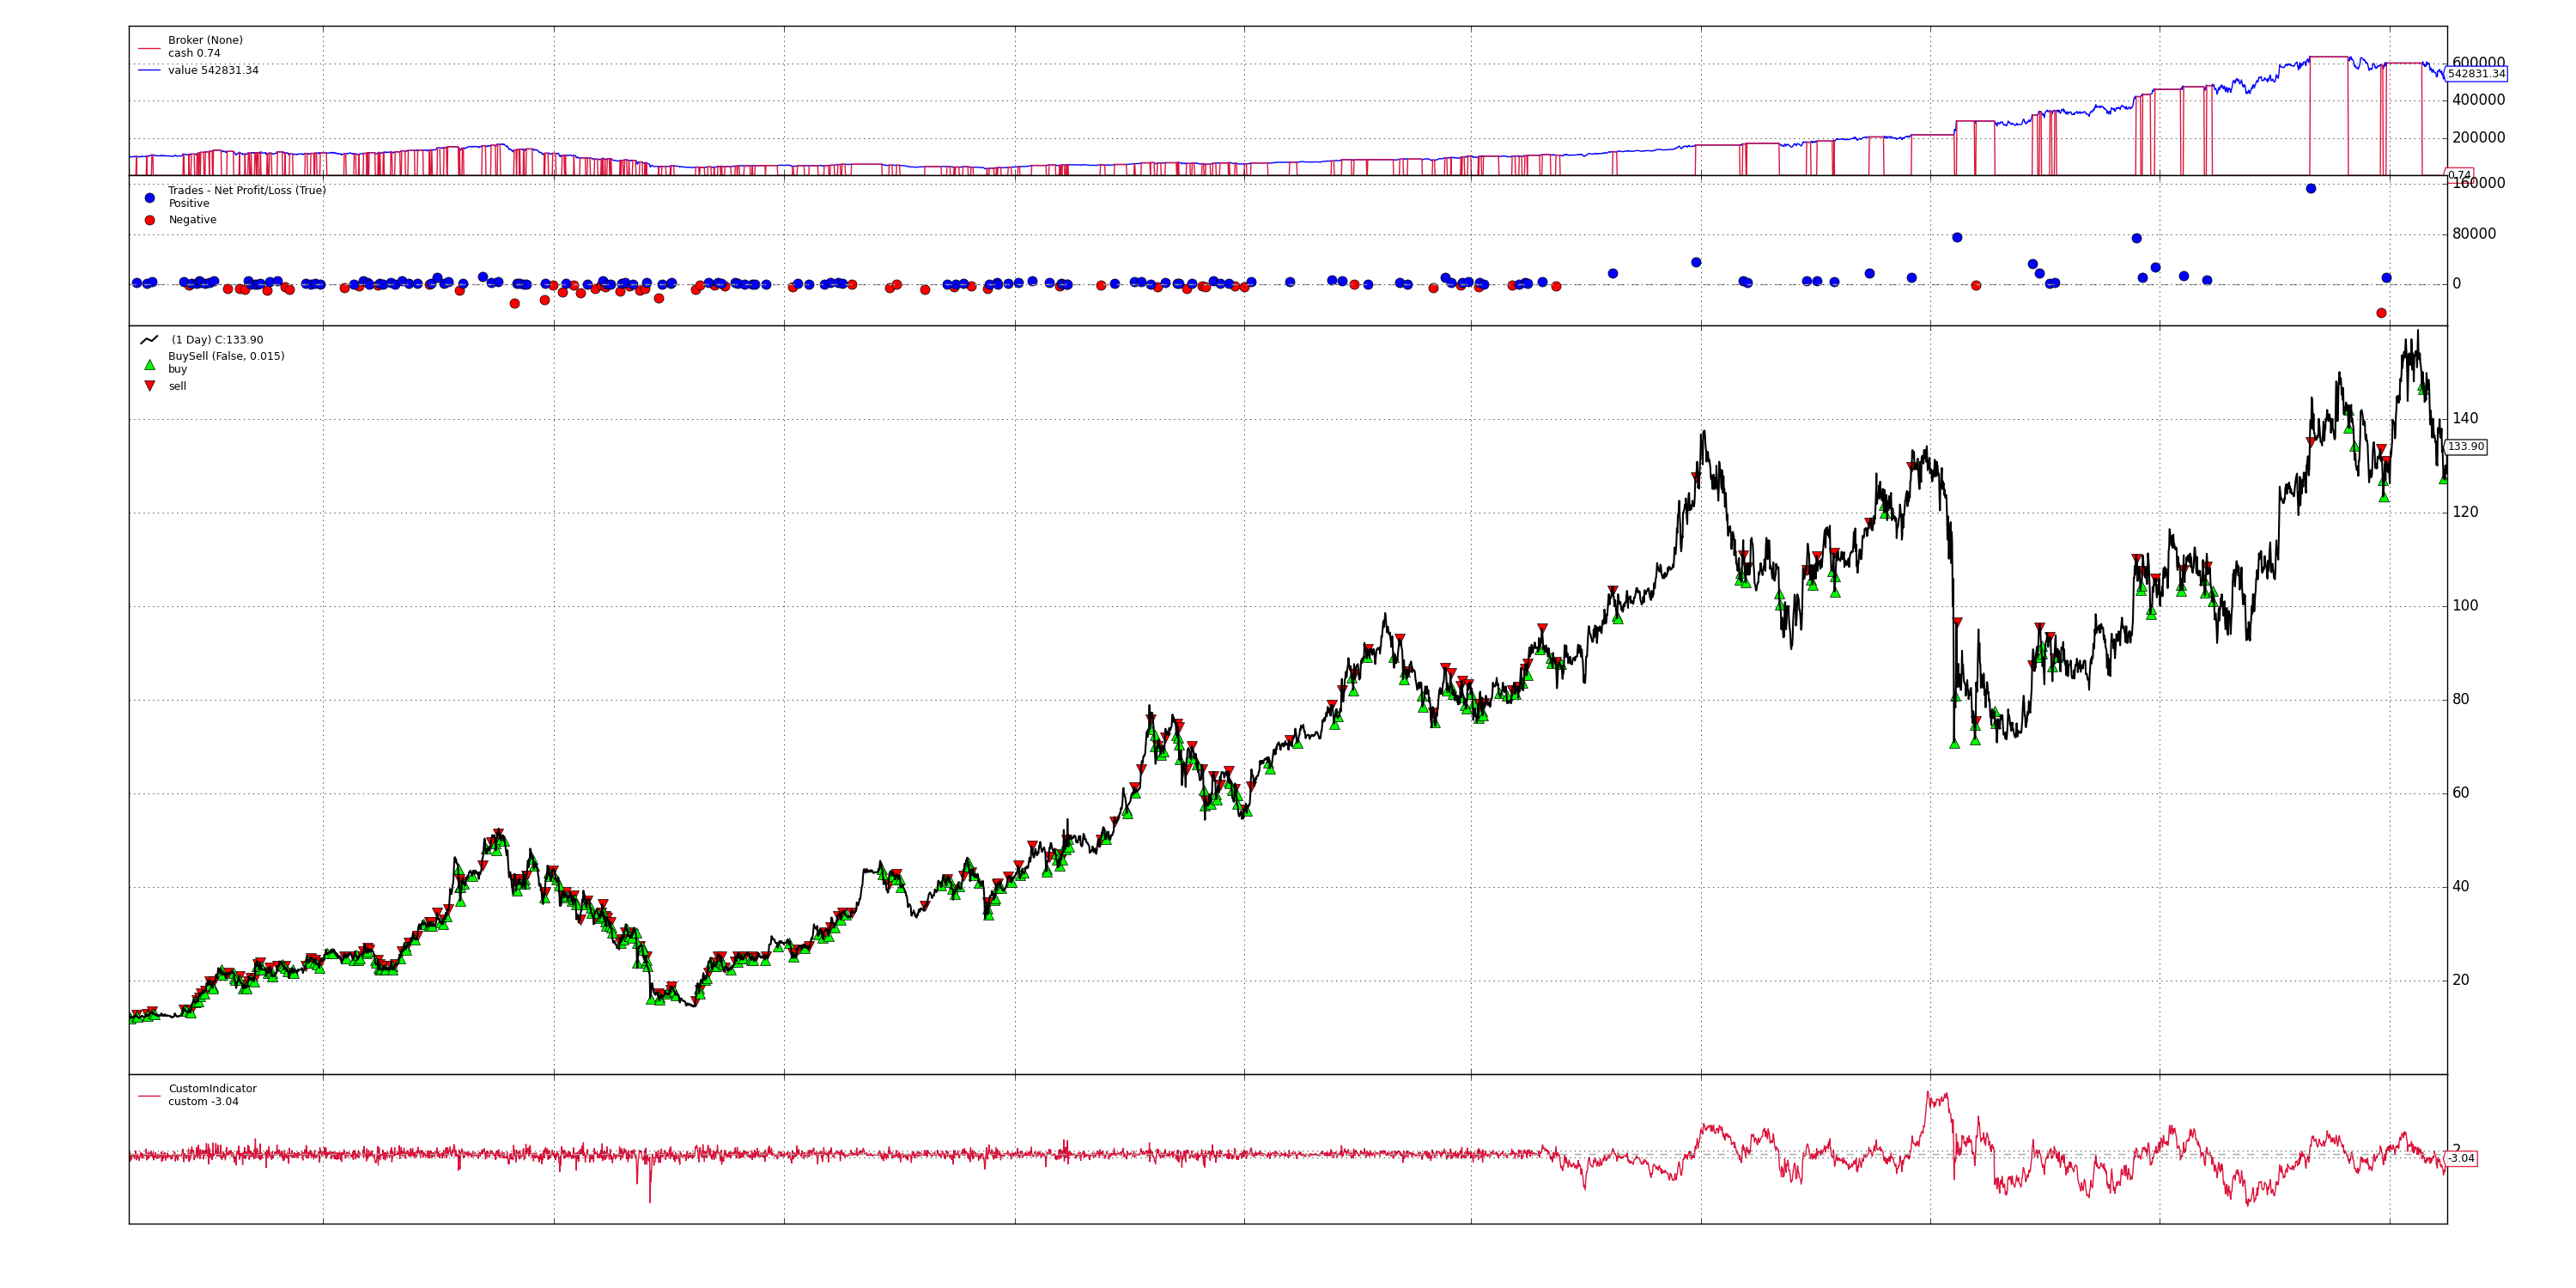 Broker (None)
cash 0.74
value 542831.34
600000
542831.34
400000
200000
0.74
Trades - Net Profit/Loss (True)
Positive
Negative
160000
80000
0
(1 Day) C:133.90
BuySell (False, 0.015)
buy
sell
140
133.90
120
100
80
60
40
20
CustomIndicator
custom -3.04
2
-3.04